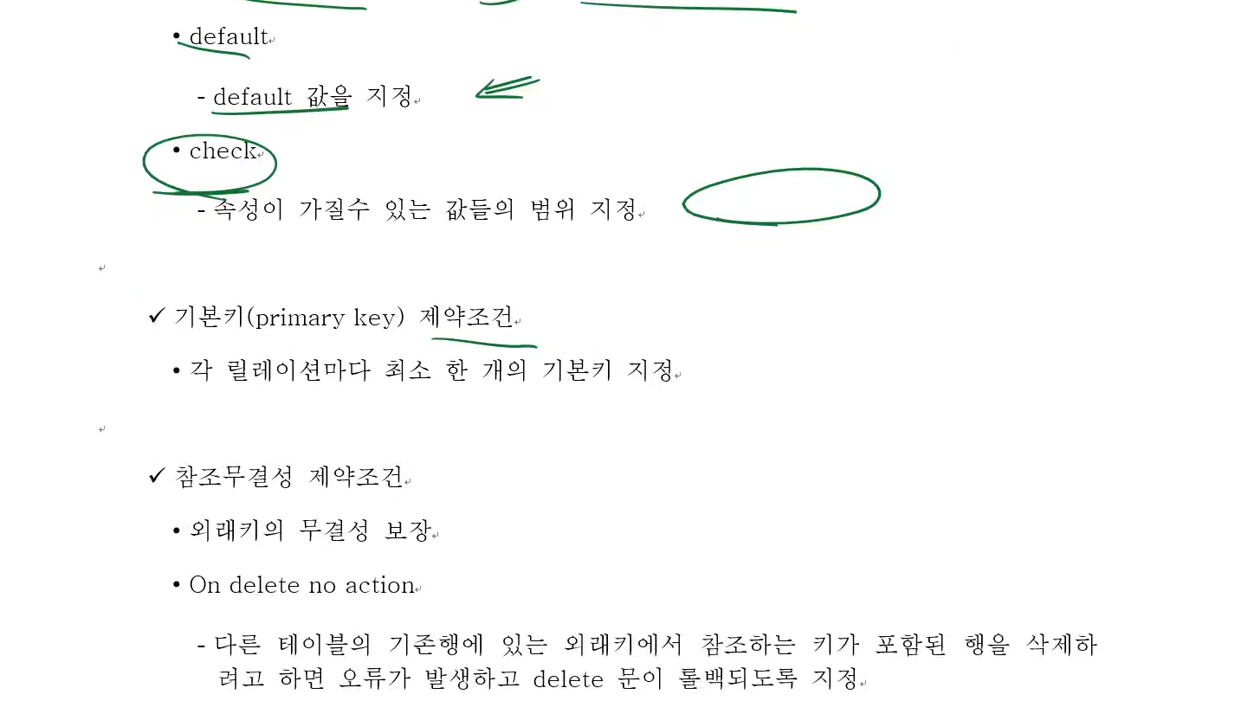 • default
- default 값을 지정
• check
- 속성이 가질수 있는 값들의 범위 지정
✓ 기본키(primary key) 제약조건
• 각 릴레이션마다 최소 한 개의 기본키 지정
✓ 참조무결성 제약조건
• 외래키의 무결성 보장
• On delete no action
- 다른 테이블의 기존행에 있는 외래키에서 참조하는 키가 포함된 행을 삭제하
려고 하면 오류가 발생하고 delete 문이 롤백되도록 지정